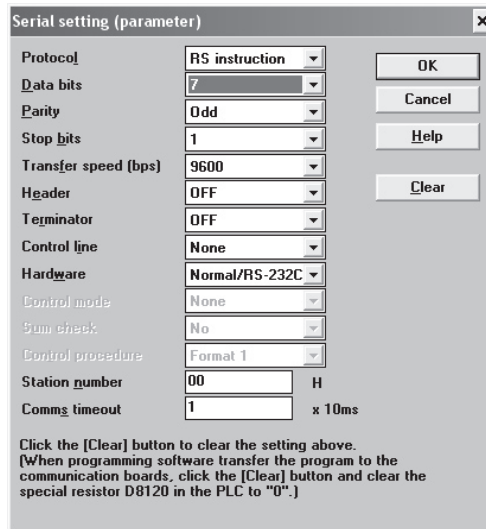 Serial setting (parameter)
Protocol RS instruction
OK
Data bits 7
Cancel
Parity Odd
Stop bits 1
Help
Transfer speed (bps) 9600
Header OFF
Clear
Terminator OFF
Control line None
Hardware Normal/RS-232C
Control mode None
Sum check No
Control procedure Format 1
Station number 00 H
Comms timeout 1 x 10ms
Click the [Clear] button to clear the setting above.
(When programming software transfer the program to the
communication boards, click the [Clear] button and clear the
special resistor D8120 in the PLC to "0".)